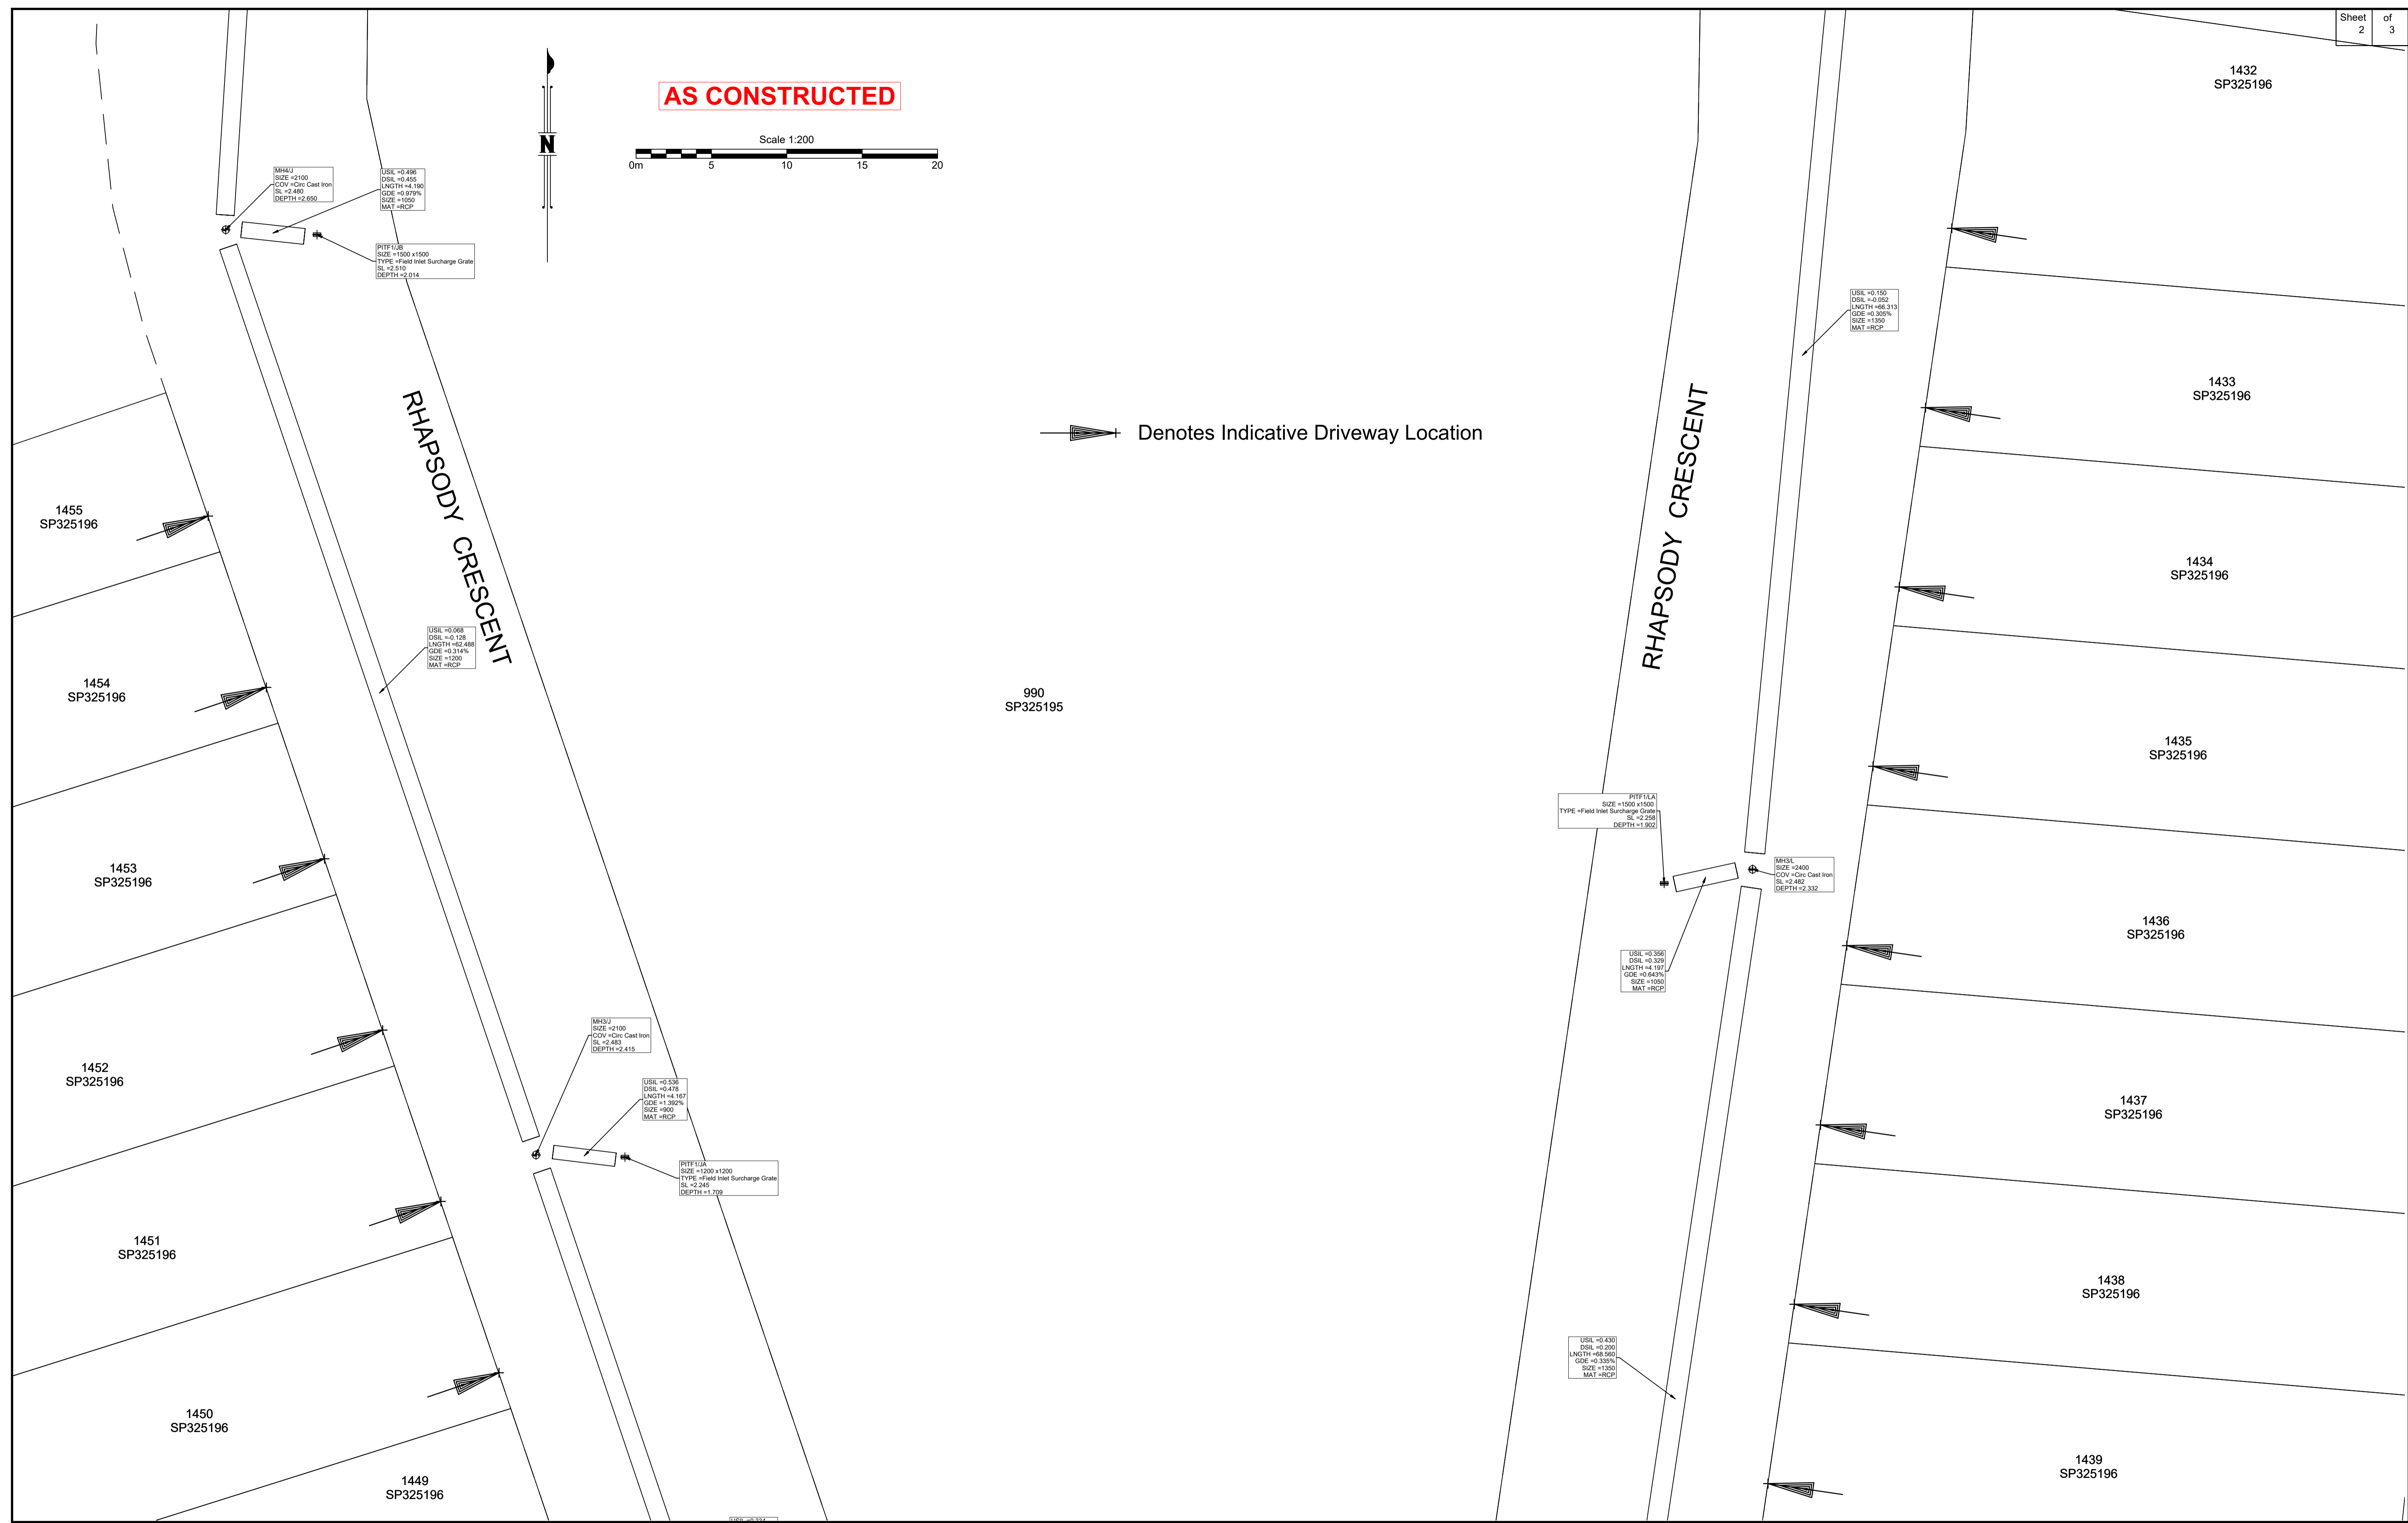 Sheet of
2 3
AS CONSTRUCTED
Scale 1:200
0m 5 10 15 20
N
MH4/J
SIZE =2100
COV =Circ Cast Iron
SL =2.480
DEPTH =2.650
USIL =0.496
DSIL =0.455
LNGTH =4.190
GDE =0.979%
SIZE =1050
MAT =RCP
PITF1/JB
SIZE =1500 x1500
TYPE =Field Inlet Surcharge Grate
SL =2.510
DEPTH =2.014
RHAPSODY CRESCENT
Denotes Indicative Driveway Location
1455
SP325196
1454
SP325196
USIL =0.068
DSIL =-0.128
LNGTH =62.488
GDE =0.314%
SIZE =1200
MAT =RCP
1453
SP325196
1452
SP325196
MH3/J
SIZE =2100
COV =Circ Cast Iron
SL =2.483
DEPTH =2.415
USIL =0.536
DSIL =0.478
LNGTH =4.167
GDE =1.392%
SIZE =900
MAT =RCP
PITF1/JA
SIZE =1200 x1200
TYPE =Field Inlet Surcharge Grate
SL =2.245
DEPTH =1.709
1451
SP325196
1450
SP325196
1449
SP325196
990
SP325195
RHAPSODY CRESCENT
USIL =0.150
DSIL =-0.052
LNGTH =66.313
GDE =0.305%
SIZE =1350
MAT =RCP
PITF1/LA
SIZE =1500 x1500
TYPE =Field Inlet Surcharge Grate
SL =2.258
DEPTH =1.902
MH3/L
SIZE =2400
COV =Circ Cast Iron
SL =2.482
DEPTH =2.332
USIL =0.356
DSIL =0.329
LNGTH =4.197
GDE =0.643%
SIZE =1050
MAT =RCP
USIL =0.430
DSIL =0.200
LNGTH =68.560
GDE =0.335%
SIZE =1350
MAT =RCP
1432
SP325196
1433
SP325196
1434
SP325196
1435
SP325196
1436
SP325196
1437
SP325196
1438
SP325196
1439
SP325196